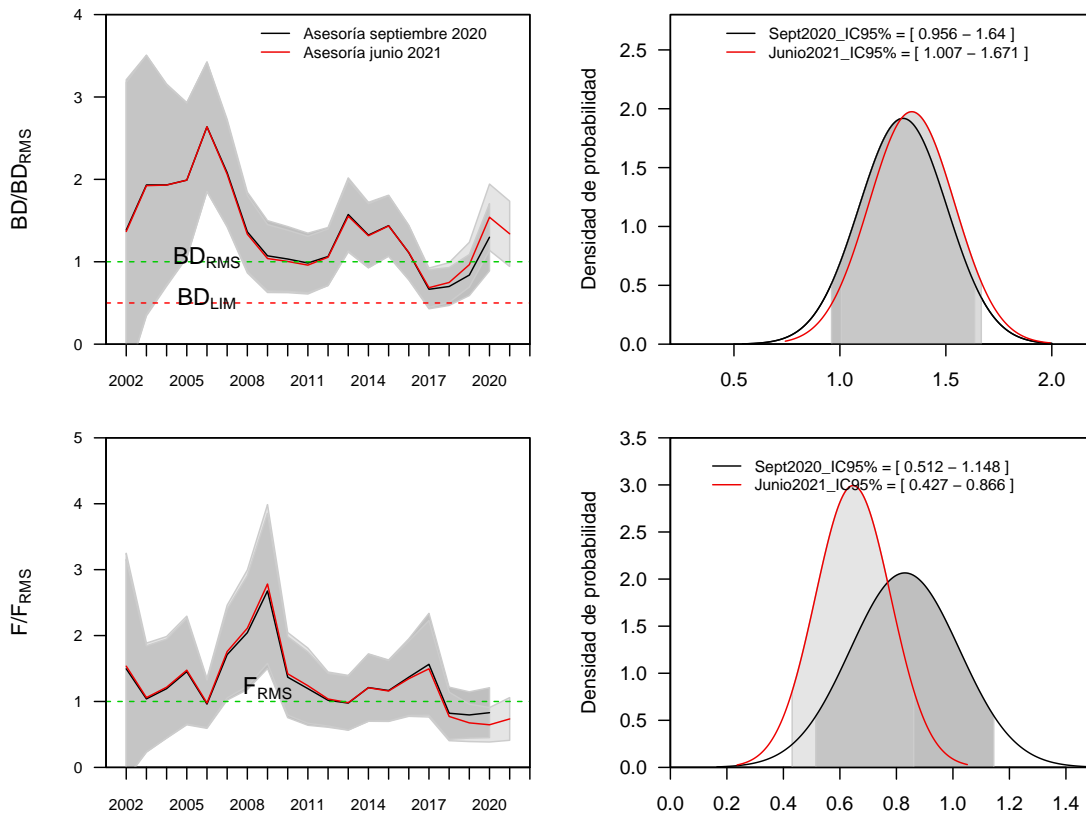 Asesoría septiembre 2020
Asesoría junio 2021
BD/BD_RMS
4
3
2
1
0
BD_RMS
BD_LIM
2002 2005 2008 2011 2014 2017 2020
Sept2020_IC95% = [ 0.956 − 1.64 ]
Junio2021_IC95% = [ 1.007 − 1.671 ]
Densidad de probabilidad
2.5
2.0
1.5
1.0
0.5
0.0
0.5 1.0 1.5 2.0
F/F_RMS
5
4
3
2
1
0
F_RMS
2002 2005 2008 2011 2014 2017 2020
Sept2020_IC95% = [ 0.512 − 1.148 ]
Junio2021_IC95% = [ 0.427 − 0.866 ]
Densidad de probabilidad
3.5
3.0
2.5
2.0
1.5
1.0
0.5
0.0
0.0 0.2 0.4 0.6 0.8 1.0 1.2 1.4